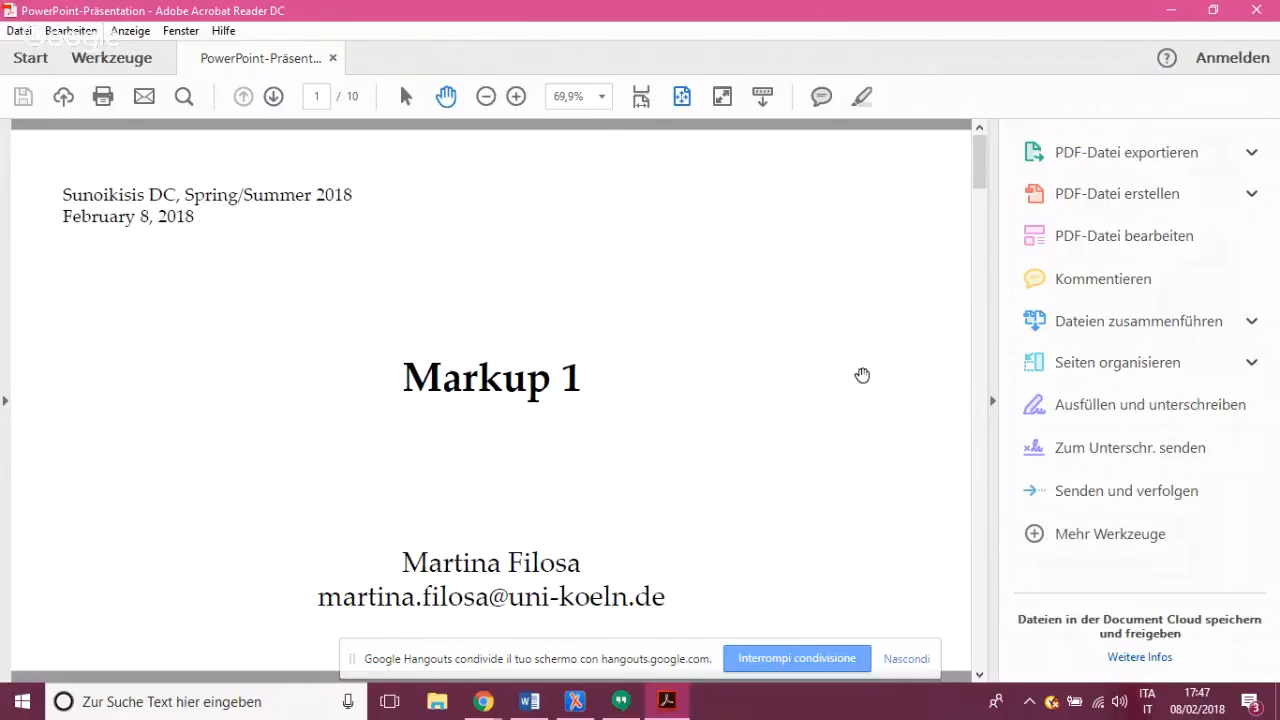 PowerPoint-Präsentation - Adobe Acrobat Reader DC
Datei Bearbeiten Anzeige Fenster Hilfe
Google
Start Werkzeuge PowerPoint-Präsent... × ? Anmelden
1 / 10 69,9%
Sunoikisis DC, Spring/Summer 2018
February 8, 2018
Markup 1
Martina Filosa
martina.filosa@uni-koeln.de
PDF-Datei exportieren
PDF-Datei erstellen
PDF-Datei bearbeiten
Kommentieren
Dateien zusammenführen
Seiten organisieren
Ausfüllen und unterschreiben
Zum Unterschr. senden
Senden und verfolgen
Mehr Werkzeuge
Dateien in der Document Cloud speichern
und freigeben
Weitere Infos
Google Hangouts condivide il tuo schermo con hangouts.google.com. Interrompi condivisione Nascondi
Zur Suche Text hier eingeben
ITA 17:47
IT 08/02/2018 3